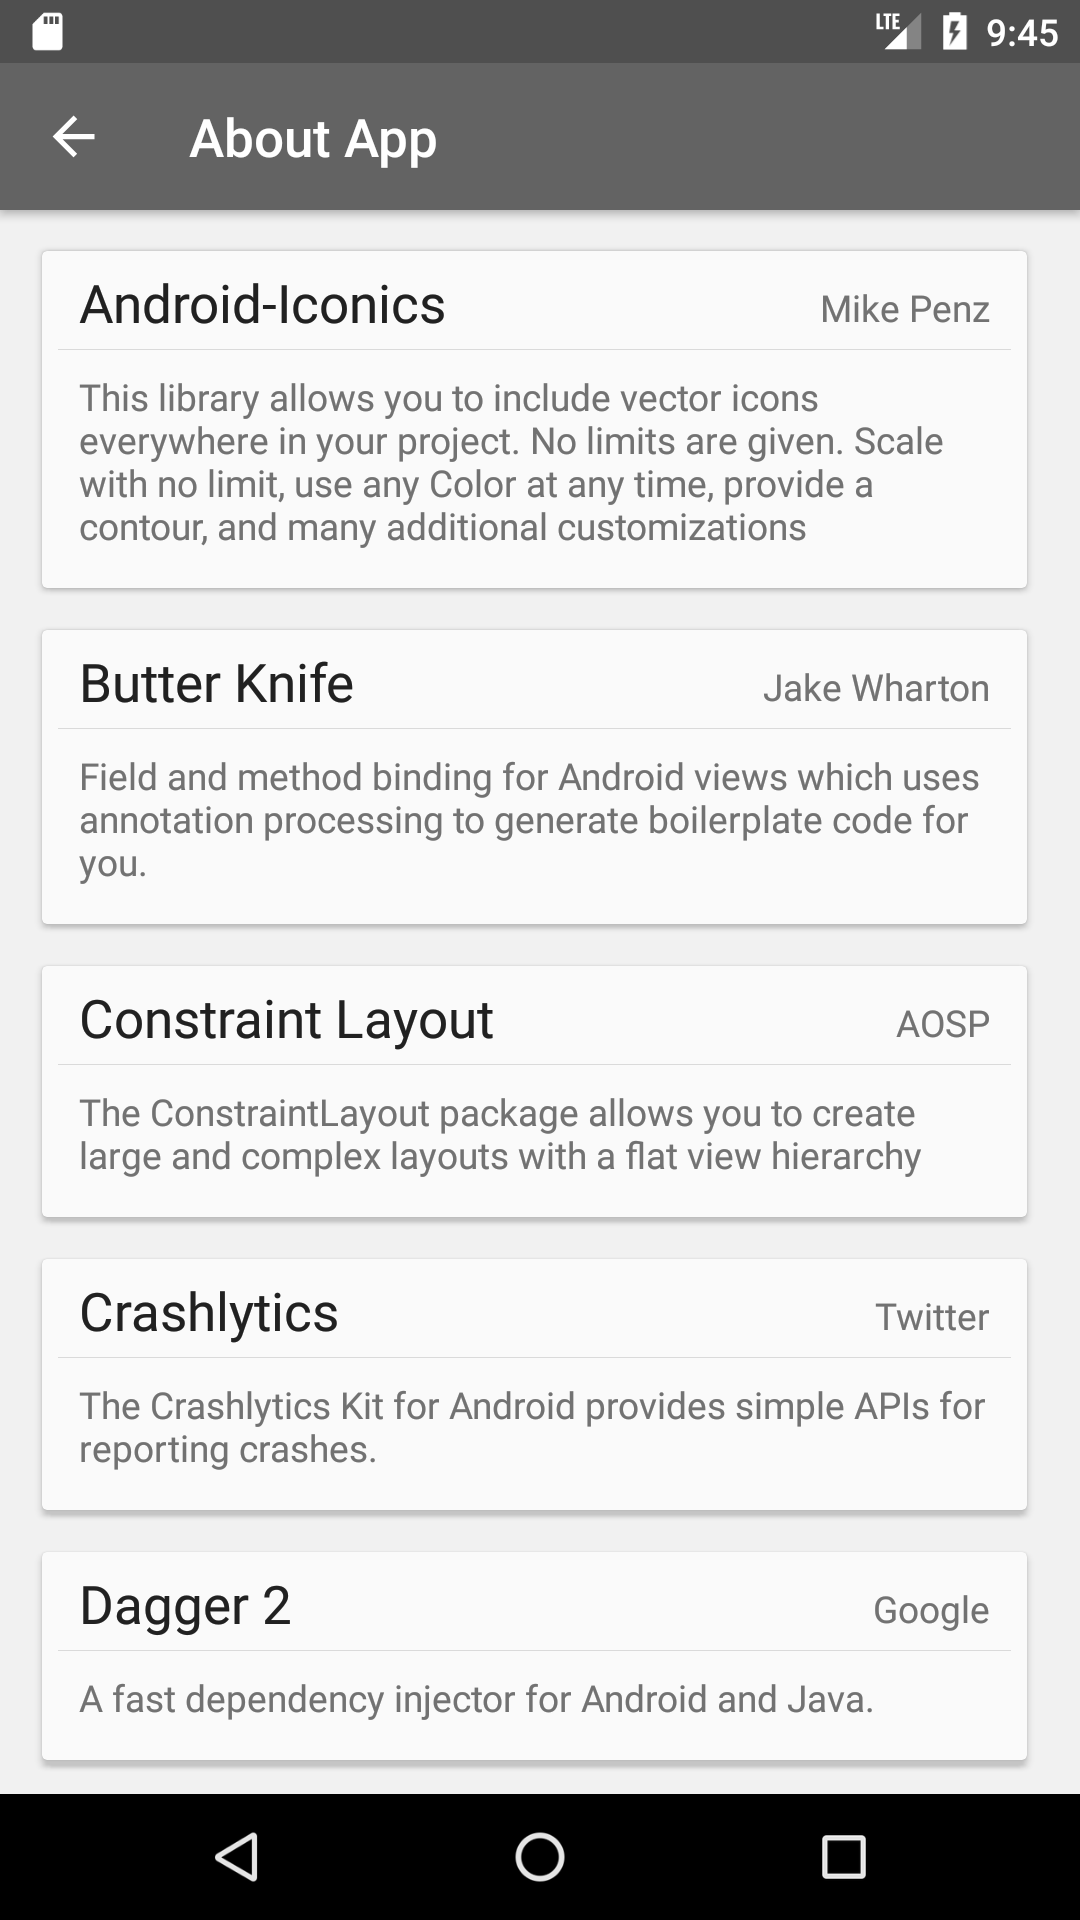 LTE 9:45
About App
Android-Iconics Mike Penz
This library allows you to include vector icons
everywhere in your project. No limits are given. Scale
with no limit, use any Color at any time, provide a
contour, and many additional customizations
Butter Knife Jake Wharton
Field and method binding for Android views which uses
annotation processing to generate boilerplate code for
you.
Constraint Layout AOSP
The ConstraintLayout package allows you to create
large and complex layouts with a flat view hierarchy
Crashlytics Twitter
The Crashlytics Kit for Android provides simple APIs for
reporting crashes.
Dagger 2 Google
A fast dependency injector for Android and Java.